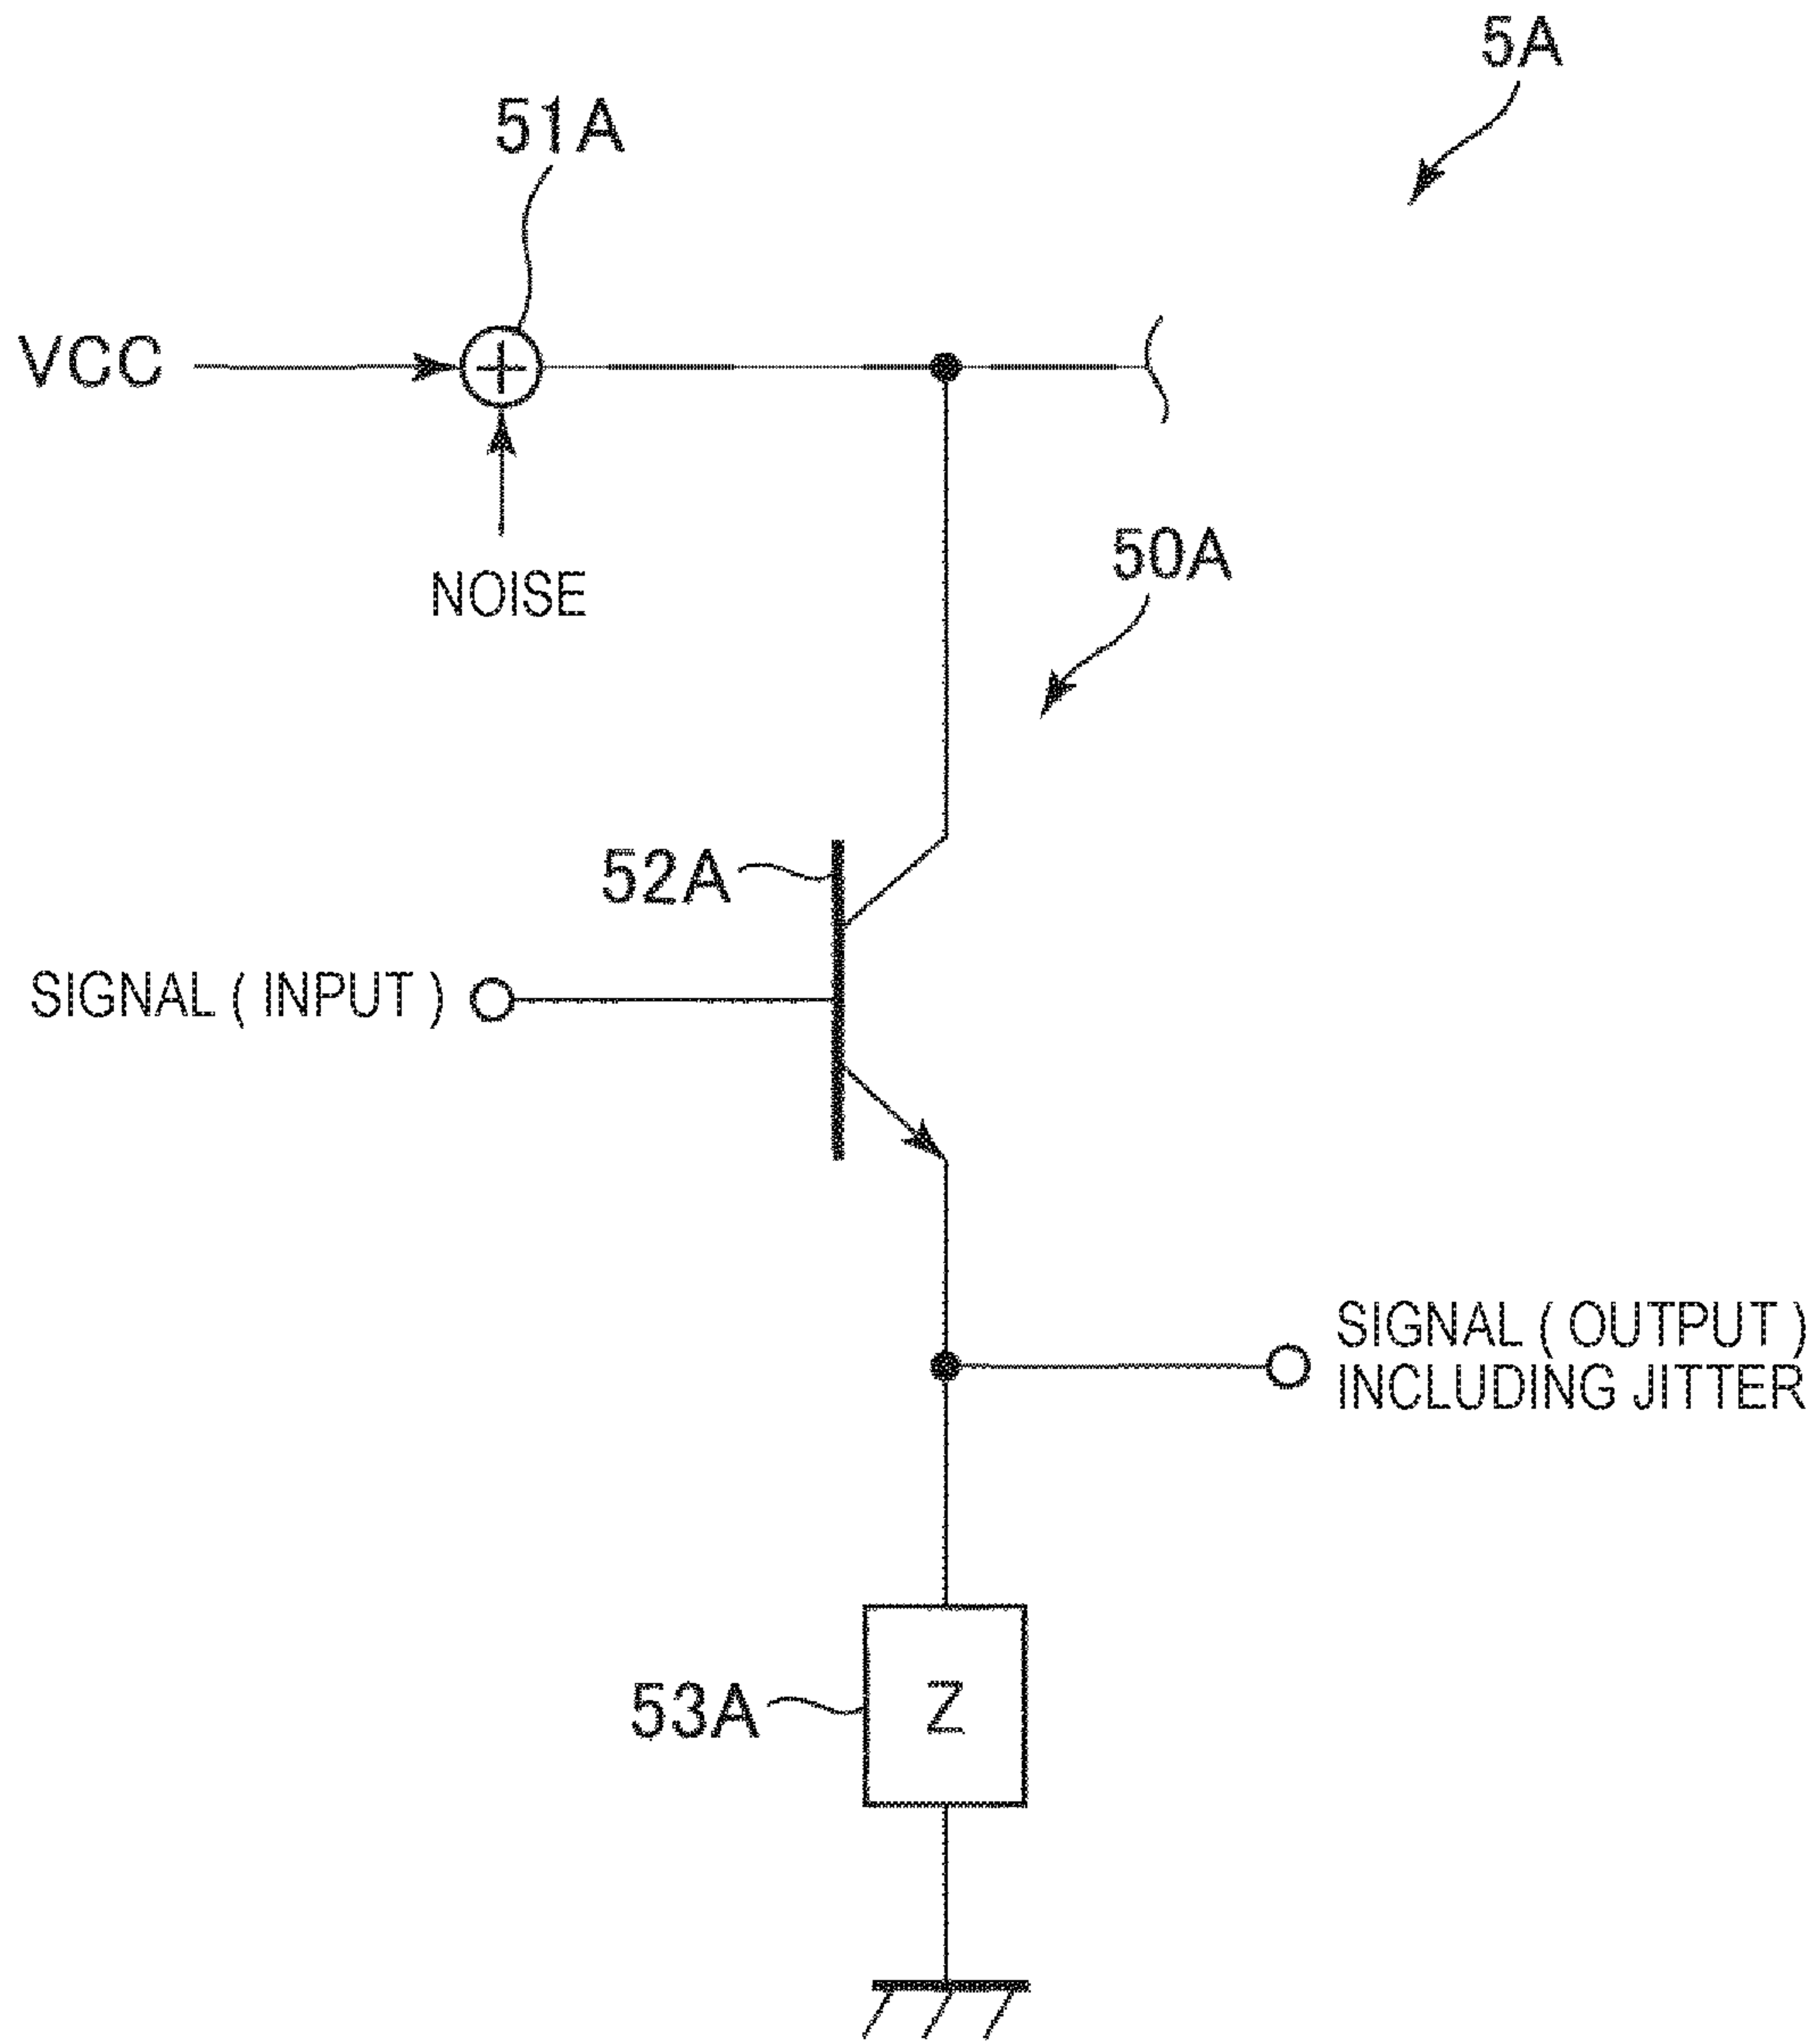 5A
51A
VCC
NOISE
50A
52A
SIGNAL ( INPUT )
SIGNAL ( OUTPUT )
INCLUDING JITTER
53A
Z